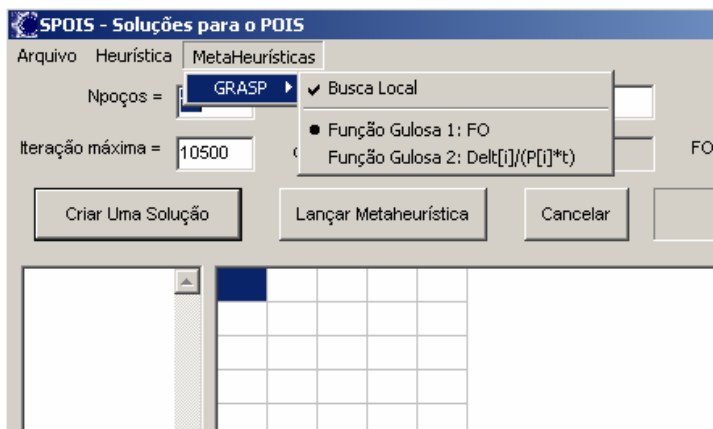 SPOIS - Soluções para o POIS
Arquivo Heurística MetaHeurísticas
GRASP Busca Local
Npoços =
Função Gulosa 1: FO
Iteração máxima = 10500 FO
Função Gulosa 2: Delt[i]/(P[i]*t)
Criar Uma Solução Lançar Metaheurística Cancelar